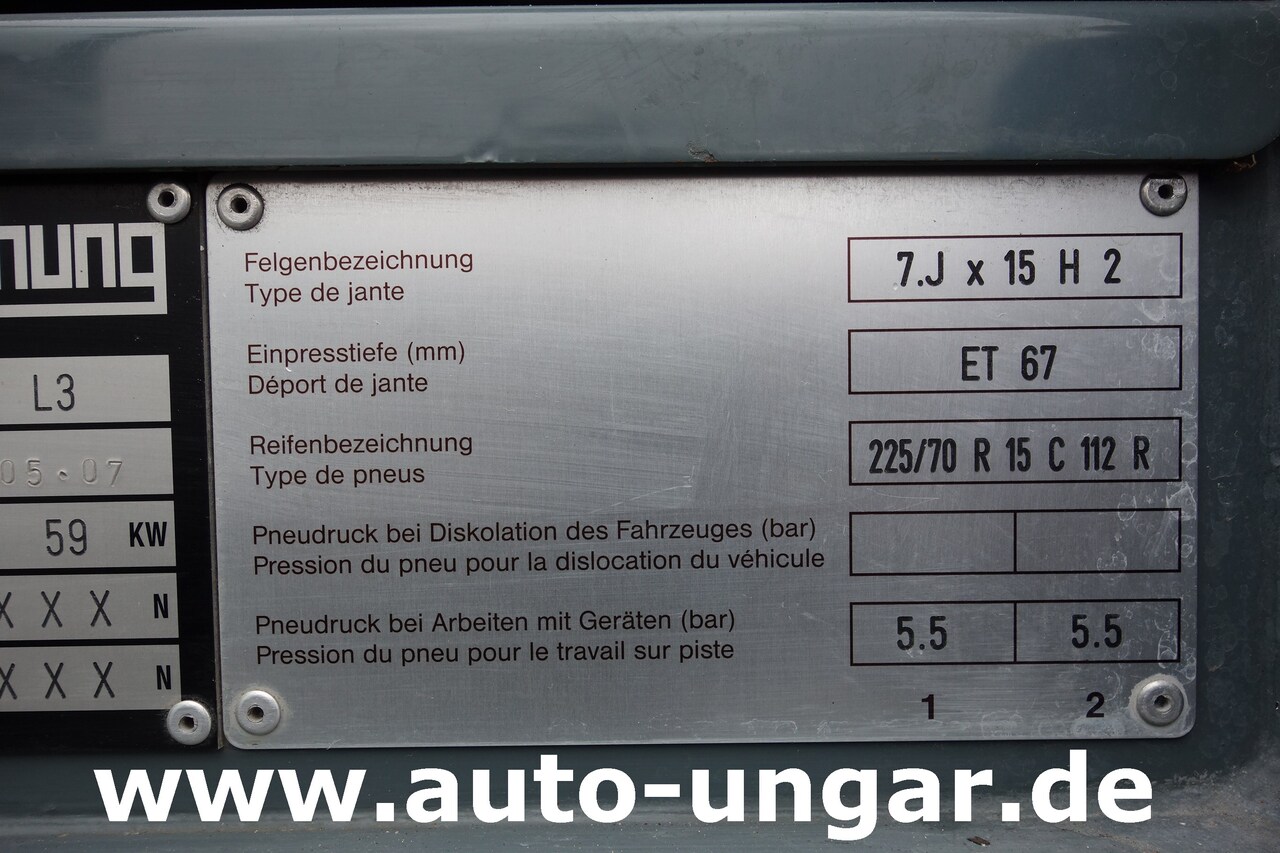 L3
05.07
59 KW
X X X N
X X X N
Felgenbezeichnung
Type de jante
7.J x 15 H 2
Einpresstiefe (mm)
Déport de jante
ET 67
Reifenbezeichnung
Type de pneus
225/70 R 15 C 112 R
Pneudruck bei Diskolation des Fahrzeuges (bar)
Pression du pneu pour la dislocation du véhicule
Pneudruck bei Arbeiten mit Geräten (bar)
Pression du pneu pour le travail sur piste
5.5 5.5
1 2
www.auto-ungar.de